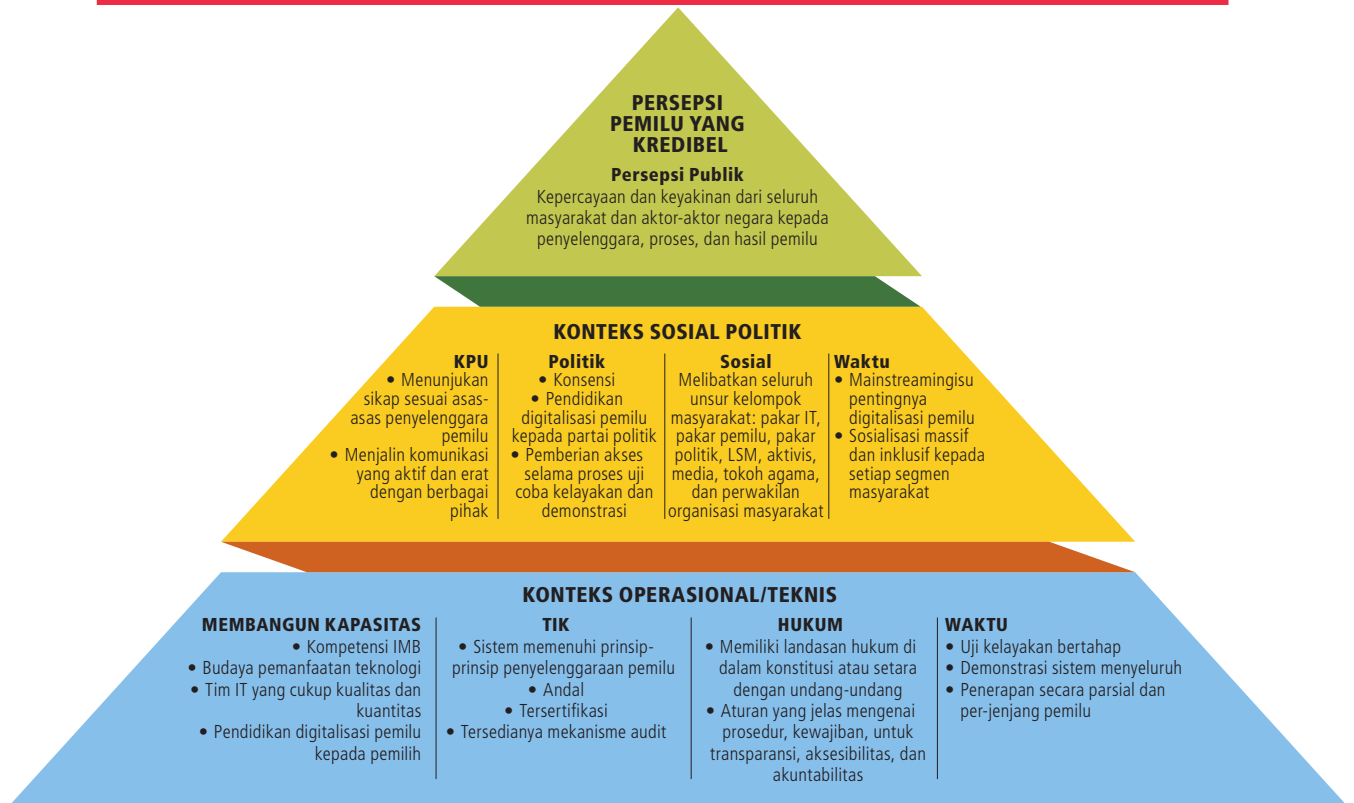 PERSEPSI
PEMILU YANG
KREDIBEL
Persepsi Publik
Kepercayaan dan keyakinan dari seluruh
masyarakat dan aktor-aktor negara kepada
penyelenggara, proses, dan hasil pemilu
KONTEKS SOSIAL POLITIK
KPU
• Menunjukan
sikap sesuai asas-
asas penyelenggara
pemilu
• Menjalin komunikasi
yang aktif dan erat
dengan berbagai
pihak
Politik
• Konsensi
• Pendidikan
digitalisasi pemilu
kepada partai politik
• Pemberian akses
selama proses uji
coba kelayakan dan
demonstrasi
Sosial
Melibatkan seluruh
unsur kelompok
masyarakat: pakar IT,
pakar pemilu, pakar
politik, LSM, aktivis,
media, tokoh agama,
dan perwakilan
organisasi masyarakat
Waktu
• Mainstreamingisu
pentingnya
digitalisasi pemilu
• Sosialisasi massif
dan inklusif kepada
setiap segmen
masyarakat
KONTEKS OPERASIONAL/TEKNIS
MEMBANGUN KAPASITAS
• Kompetensi IMB
• Budaya pemanfaatan teknologi
• Tim IT yang cukup kualitas dan
kuantitas
• Pendidikan digitalisasi pemilu
kepada pemilih
TIK
• Sistem memenuhi prinsip-
prinsip penyelenggaraan pemilu
• Andal
• Tersertifikasi
• Tersedianya mekanisme audit
HUKUM
• Memiliki landasan hukum di
dalam konstitusi atau setara
dengan undang-undang
• Aturan yang jelas mengenai
prosedur, kewajiban, untuk
transparansi, aksesibilitas, dan
akuntabilitas
WAKTU
• Uji kelayakan bertahap
• Demonstrasi sistem menyeluruh
• Penerapan secara parsial dan
per-jenjang pemilu